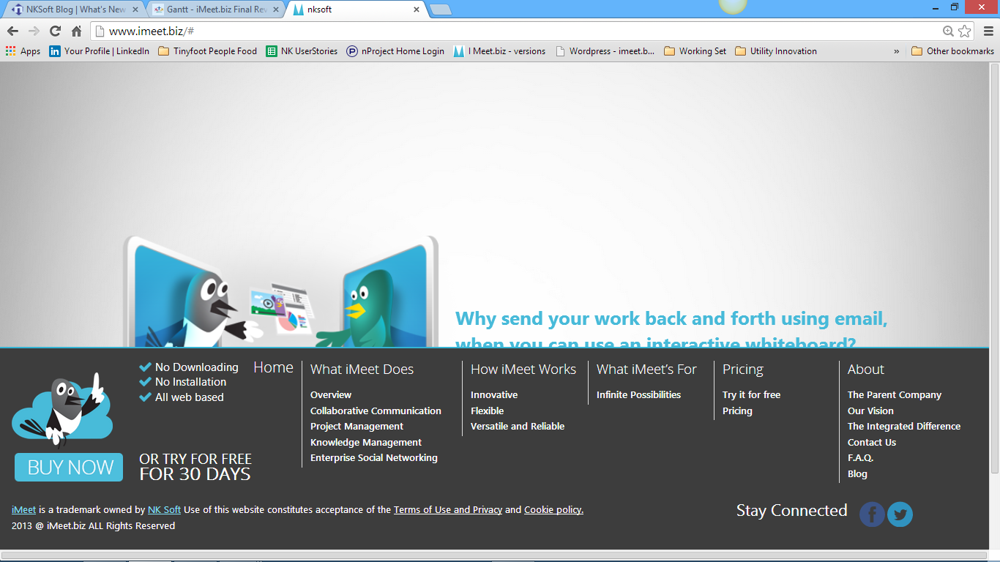 NKSoft Blog | What's New
Gantt - iMeet.biz Final Rev
nksoft
www.imeet.biz/#
Apps
Your Profile | LinkedIn
Tinyfoot People Food
NK UserStories
nProject Home Login
I Meet.biz - versions
Wordpress - imeet.b...
Working Set
Utility Innovation
»
Other bookmarks
Why send your work back and forth using email,
when you can use an interactive whiteboard?
No Downloading
No Installation
All web based
BUY NOW
OR TRY FOR FREE
FOR 30 DAYS
Home
What iMeet Does
Overview
Collaborative Communication
Project Management
Knowledge Management
Enterprise Social Networking
How iMeet Works
Innovative
Flexible
Versatile and Reliable
What iMeet’s For
Infinite Possibilities
Pricing
Try it for free
Pricing
About
The Parent Company
Our Vision
The Integrated Difference
Contact Us
F.A.Q.
Blog
iMeet is a trademark owned by NK Soft Use of this website constitutes acceptance of the Terms of Use and Privacy and Cookie policy.
2013 @ iMeet.biz ALL Rights Reserved
Stay Connected